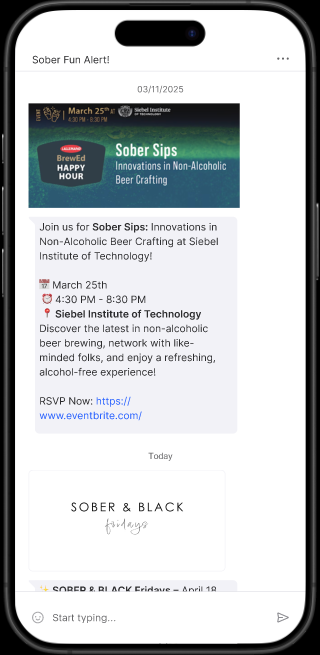 Sober Fun Alert!
03/11/2025
EVENT
March 25th AT
4:30 PM - 8:30 PM
Siebel Institute
OF TECHNOLOGY
LALLEMAND
BrewEd
HAPPY
HOUR
Sober Sips
Innovations in Non-Alcoholic
Beer Crafting
Join us for Sober Sips: Innovations in
Non-Alcoholic Beer Crafting at Siebel
Institute of Technology!
📅 March 25th
⏰ 4:30 PM - 8:30 PM
📍 Siebel Institute of Technology
Discover the latest in non-alcoholic
beer brewing, network with like-
minded folks, and enjoy a refreshing,
alcohol-free experience!
RSVP Now: https://
www.eventbrite.com/
Today
SOBER & BLACK
fridays
✨ SOBER & BLACK Fridays – April 18
Start typing...